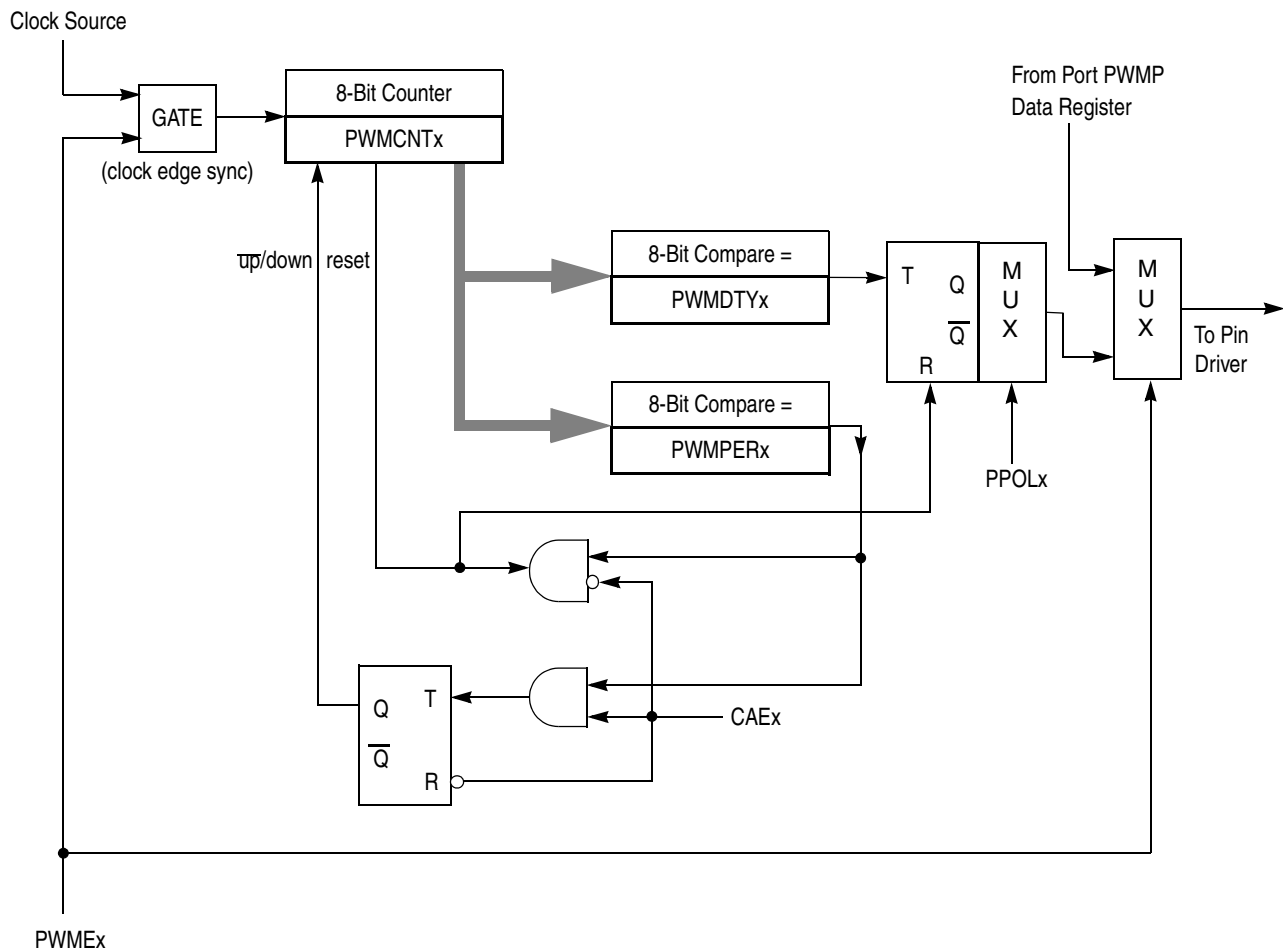 Clock Source
From Port PWMP
Data Register
8-Bit Counter
GATE
PWMCNTx
(clock edge sync)
u̅p̅/down reset
8-Bit Compare =
PWMDTYx
T
Q
Q̅
R
M
U
X
M
U
X
To Pin
Driver
8-Bit Compare =
PWMPERx
PPOLx
Q
T
Q̅
R
CAEx
PWMEx